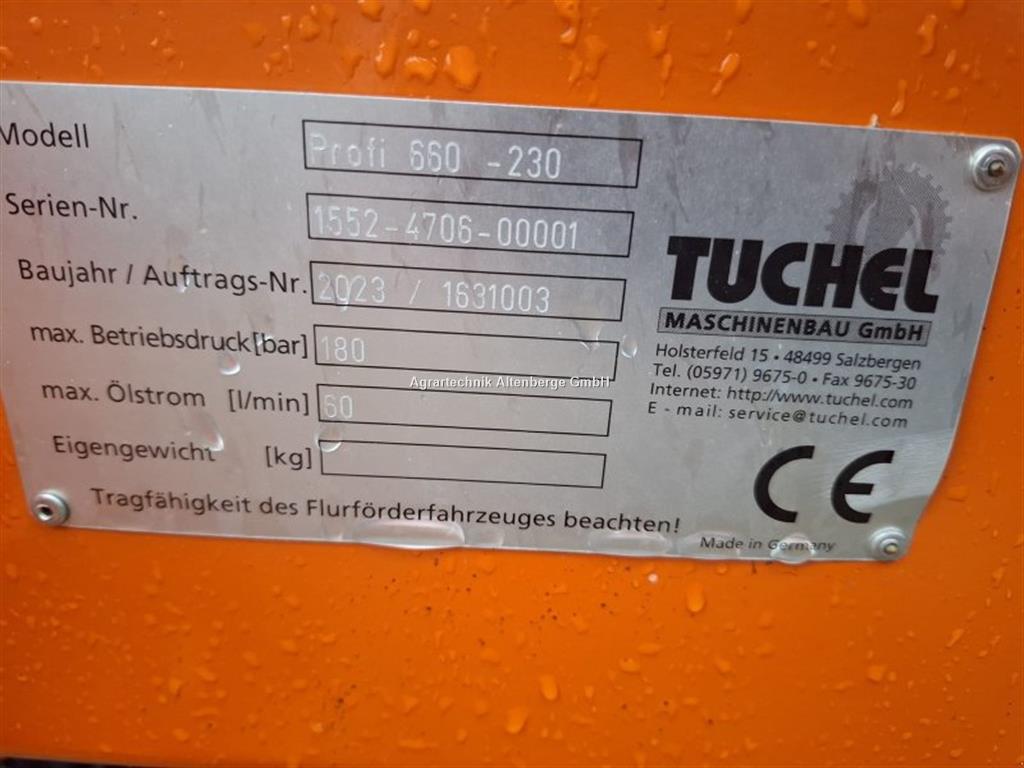 Modell Profi 660 -230
Serien-Nr. 1552-4706-00001
Baujahr / Auftrags-Nr. 2023 / 1631003
max. Betriebsdruck [bar] 180
max. Ölstrom [l/min] 60
Eigengewicht [kg]
Tragfähigkeit des Flurförderfahrzeuges beachten!
TUCHEL
MASCHINENBAU GmbH
Holsterfeld 15 • 48499 Salzbergen
Tel. (05971) 9675-0 • Fax 9675-30
Internet: http://www.tuchel.com
E - mail: service@tuchel.com
CE
Made in Germany
Agrartechnik Altenberge GmbH